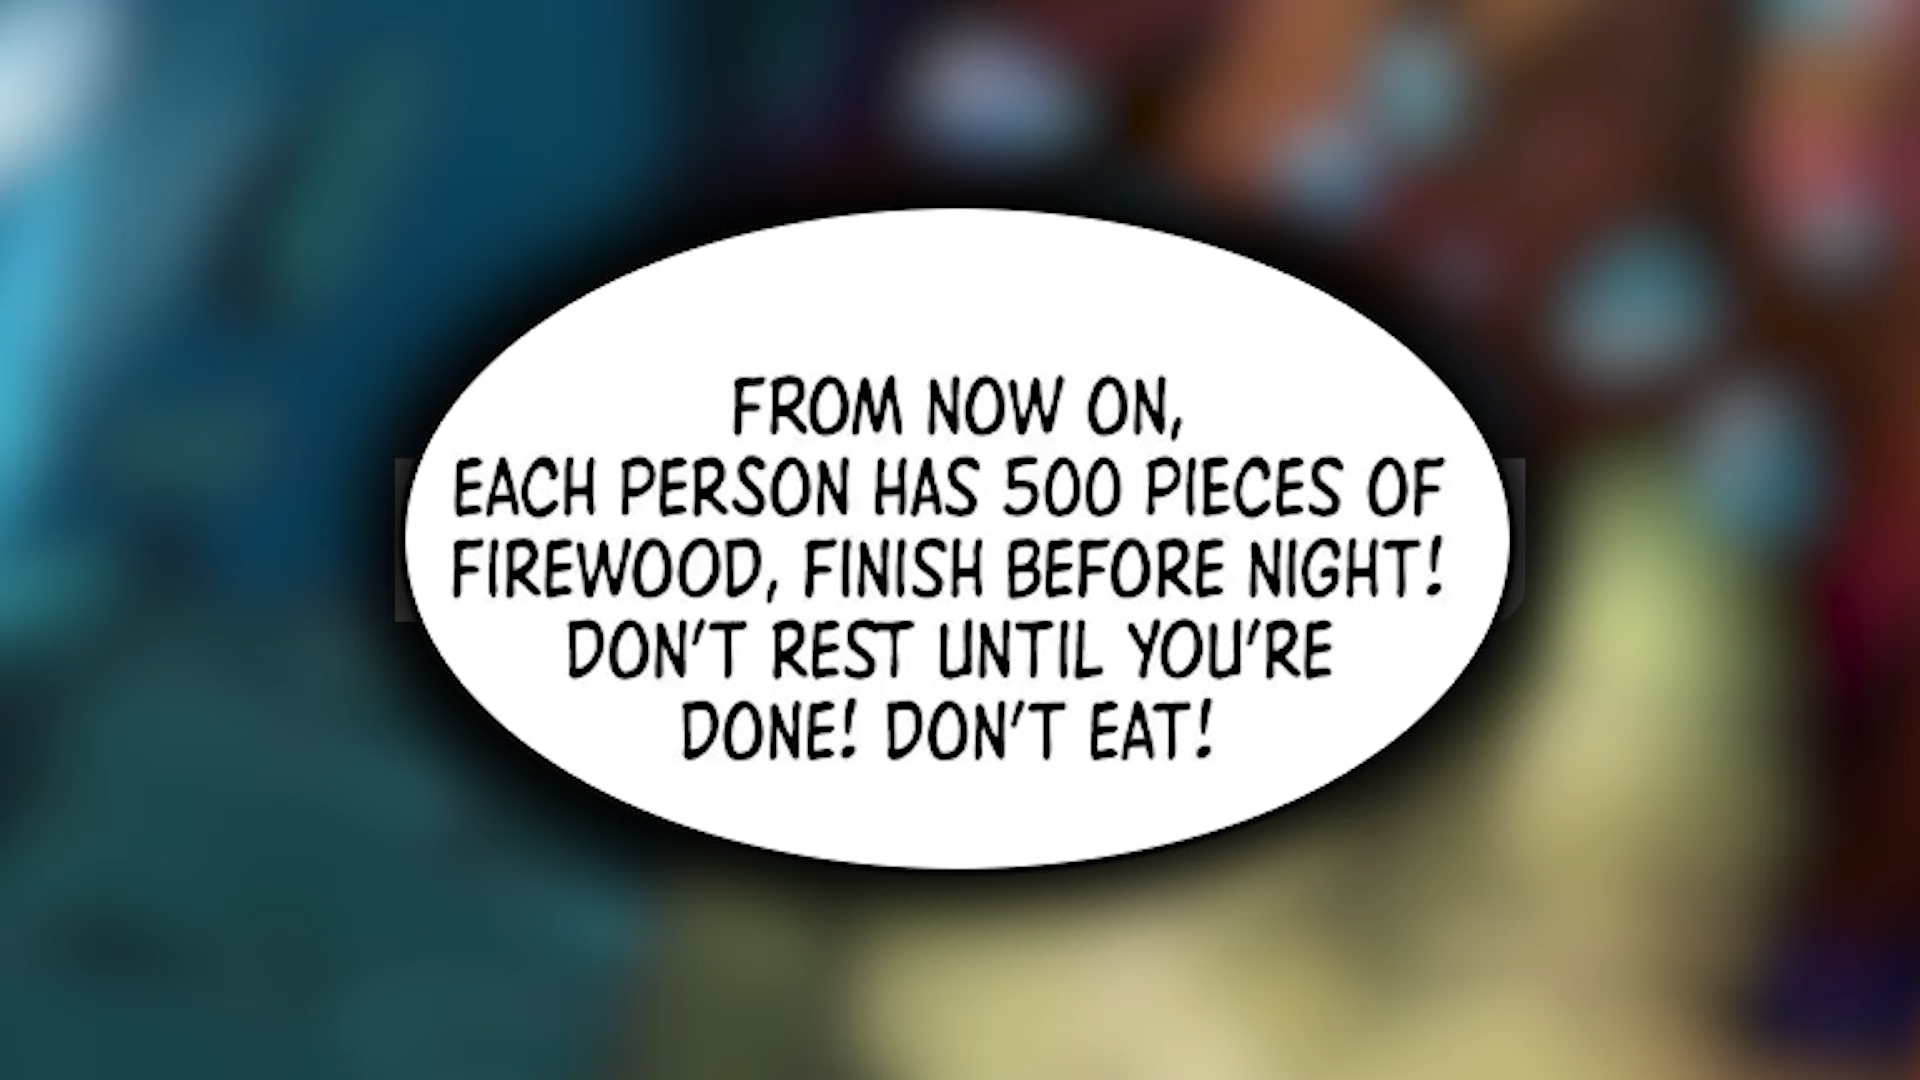 FROM NOW ON,
EACH PERSON HAS 500 PIECES OF
FIREWOOD, FINISH BEFORE NIGHT!
DON'T REST UNTIL YOU'RE
DONE! DON'T EAT!